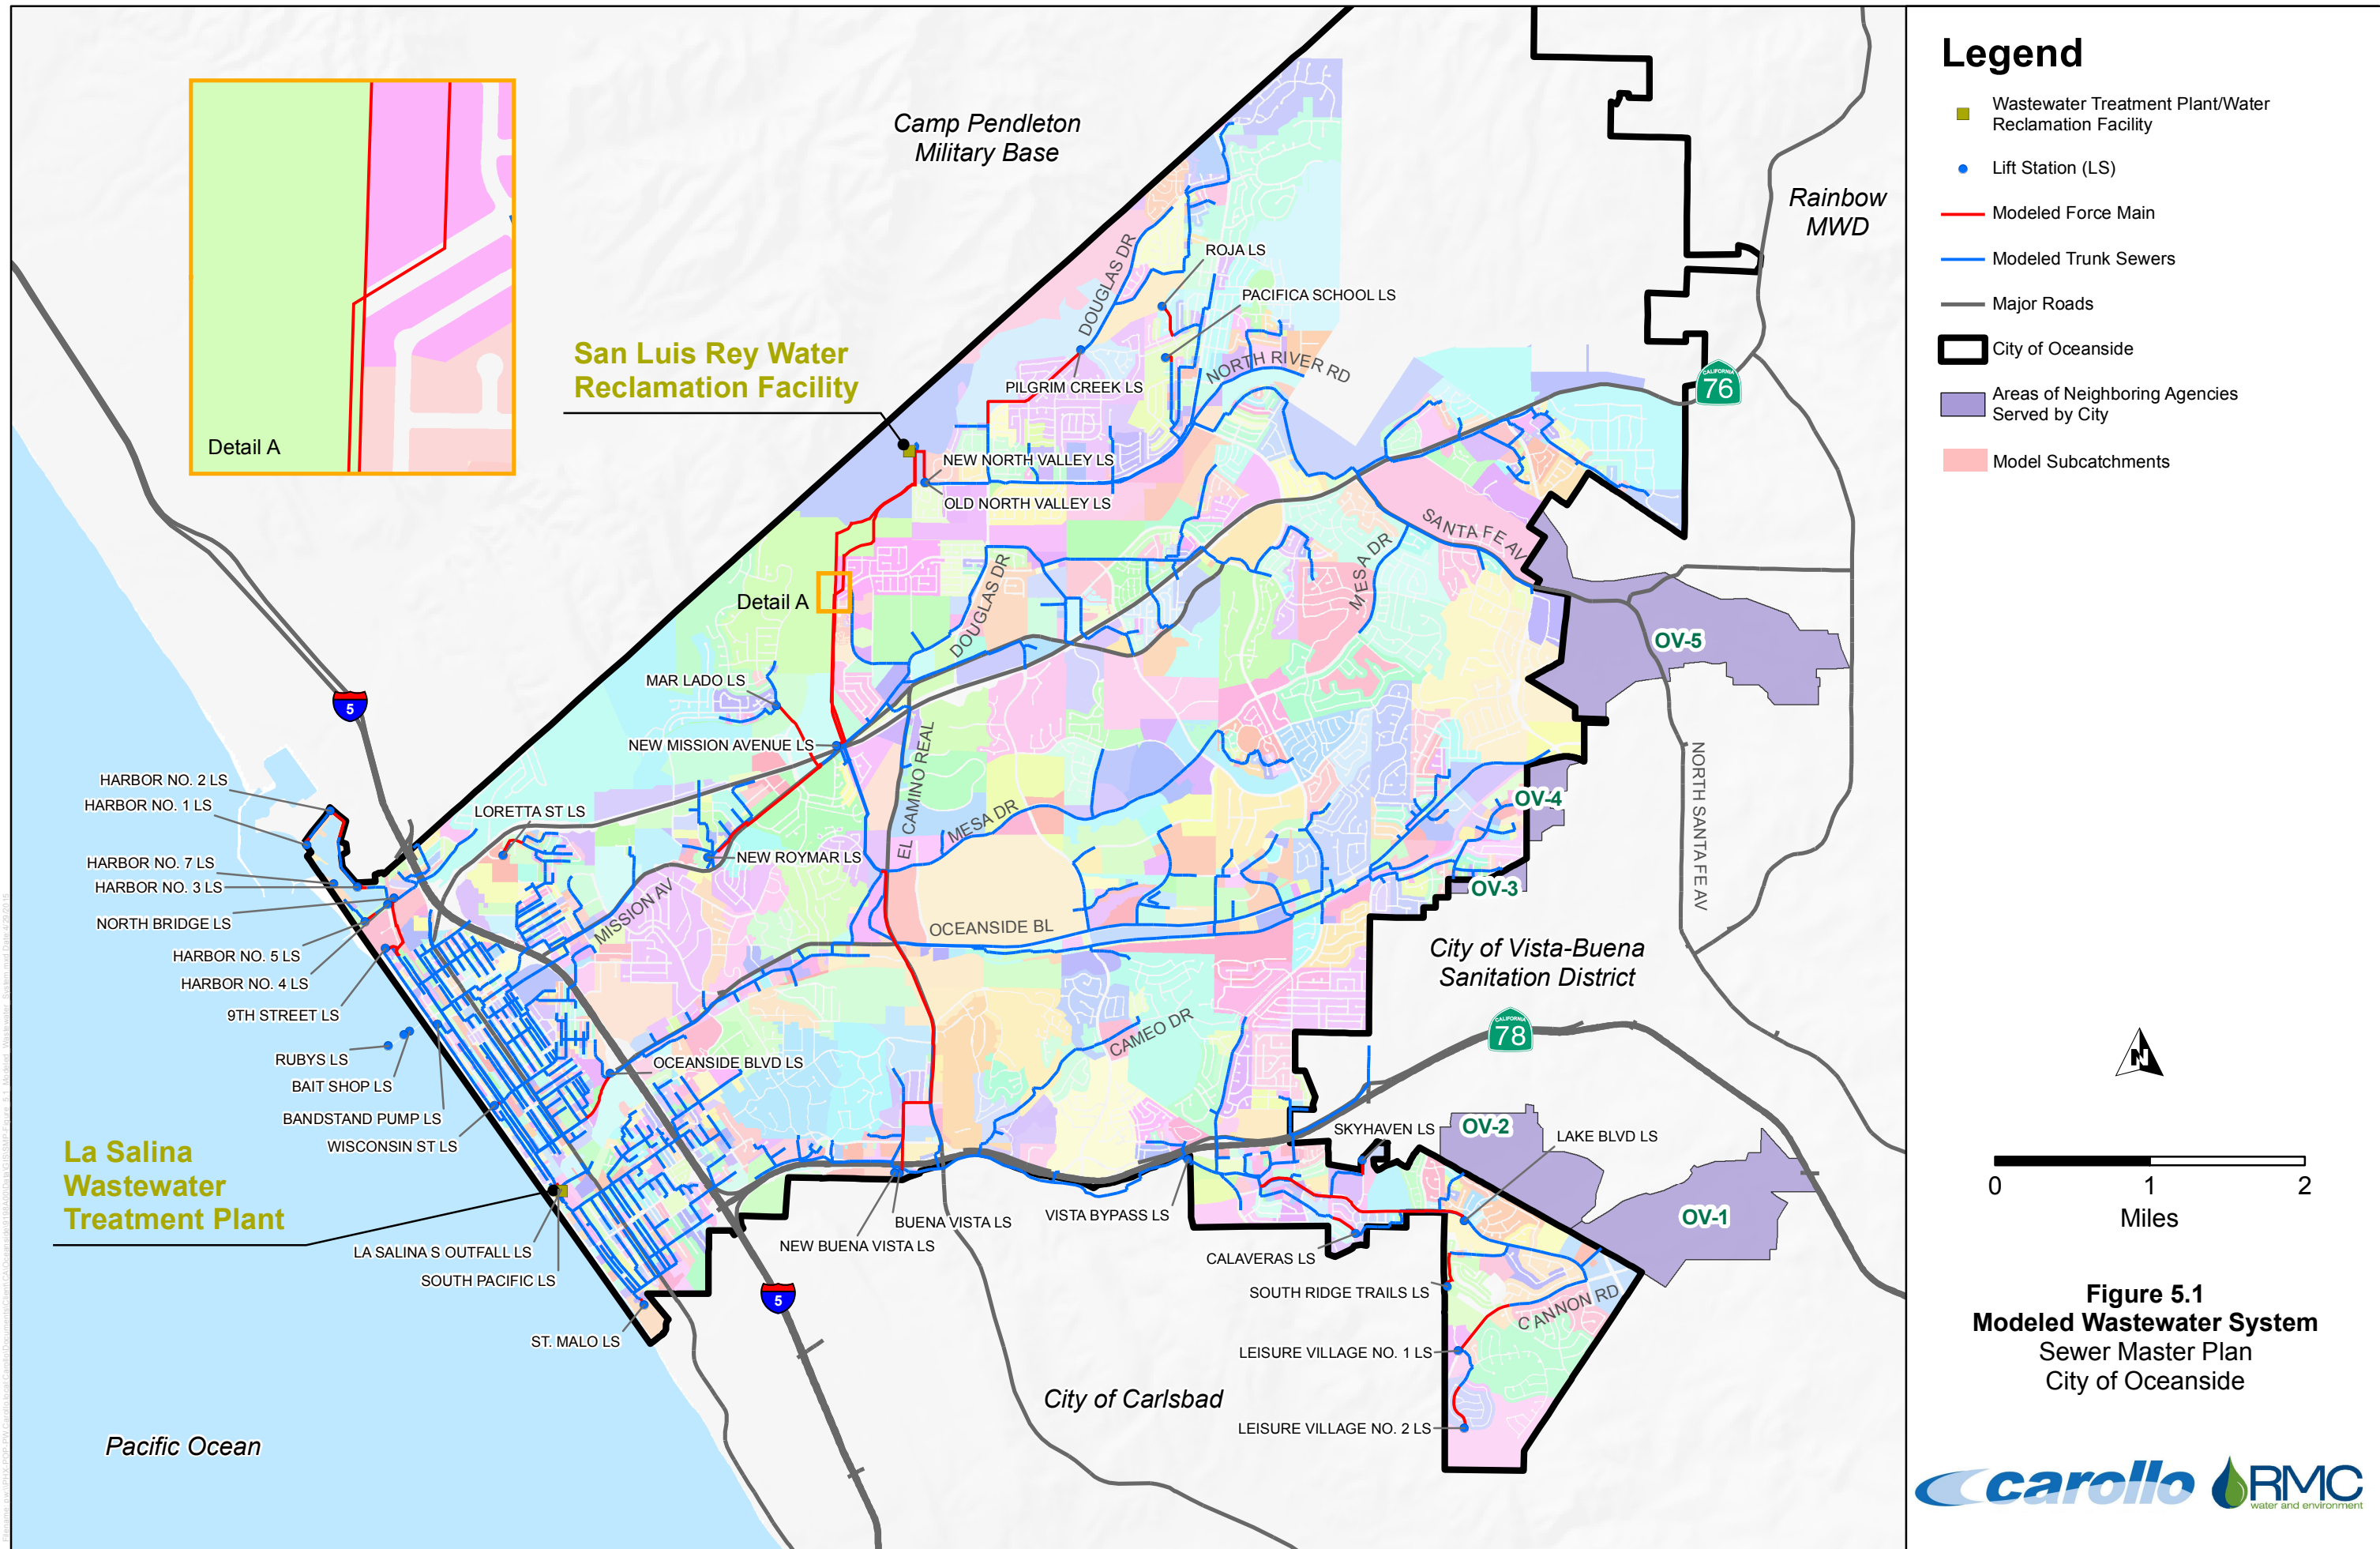 Legend
Wastewater Treatment Plant/Water
Reclamation Facility
Lift Station (LS)
Modeled Force Main
Modeled Trunk Sewers
Major Roads
City of Oceanside
Areas of Neighboring Agencies
Served by City
Model Subcatchments
Detail A
Camp Pendleton
Military Base
Rainbow
MWD
DOUGLAS DR
ROJA LS
PACIFICA SCHOOL LS
San Luis Rey Water
Reclamation Facility
NORTH RIVER RD
PILGRIM CREEK LS
CALIFORNIA
76
NEW NORTH VALLEY LS
OLD NORTH VALLEY LS
SANTA FE AV
MESA DR
Detail A
DOUGLAS DR
OV-5
MAR LADO LS
5
NEW MISSION AVENUE LS
EL CAMINO REAL
NORTH SANTA FE AV
HARBOR NO. 2 LS
HARBOR NO. 1 LS
LORETTA ST LS
MESA DR
OV-4
HARBOR NO. 7 LS
HARBOR NO. 3 LS
NEW ROYMAR LS
OV-3
NORTH BRIDGE LS
MISSION AV
OCEANSIDE BL
HARBOR NO. 5 LS
HARBOR NO. 4 LS
City of Vista-Buena
Sanitation District
9TH STREET LS
CAMEO DR
CALIFORNIA
78
RUBYS LS
BAIT SHOP LS
OCEANSIDE BLVD LS
BANDSTAND PUMP LS
WISCONSIN ST LS
SKYHAVEN LS
OV-2
LAKE BLVD LS
La Salina
Wastewater
Treatment Plant
BUENA VISTA LS
VISTA BYPASS LS
OV-1
NEW BUENA VISTA LS
LA SALINA S OUTFALL LS
CALAVERAS LS
SOUTH PACIFIC LS
SOUTH RIDGE TRAILS LS
5
CANNON RD
ST. MALO LS
LEISURE VILLAGE NO. 1 LS
City of Carlsbad
LEISURE VILLAGE NO. 2 LS
Pacific Ocean
N
0 1 2
Miles
Figure 5.1
Modeled Wastewater System
Sewer Master Plan
City of Oceanside
carollo
RMC
water and environment